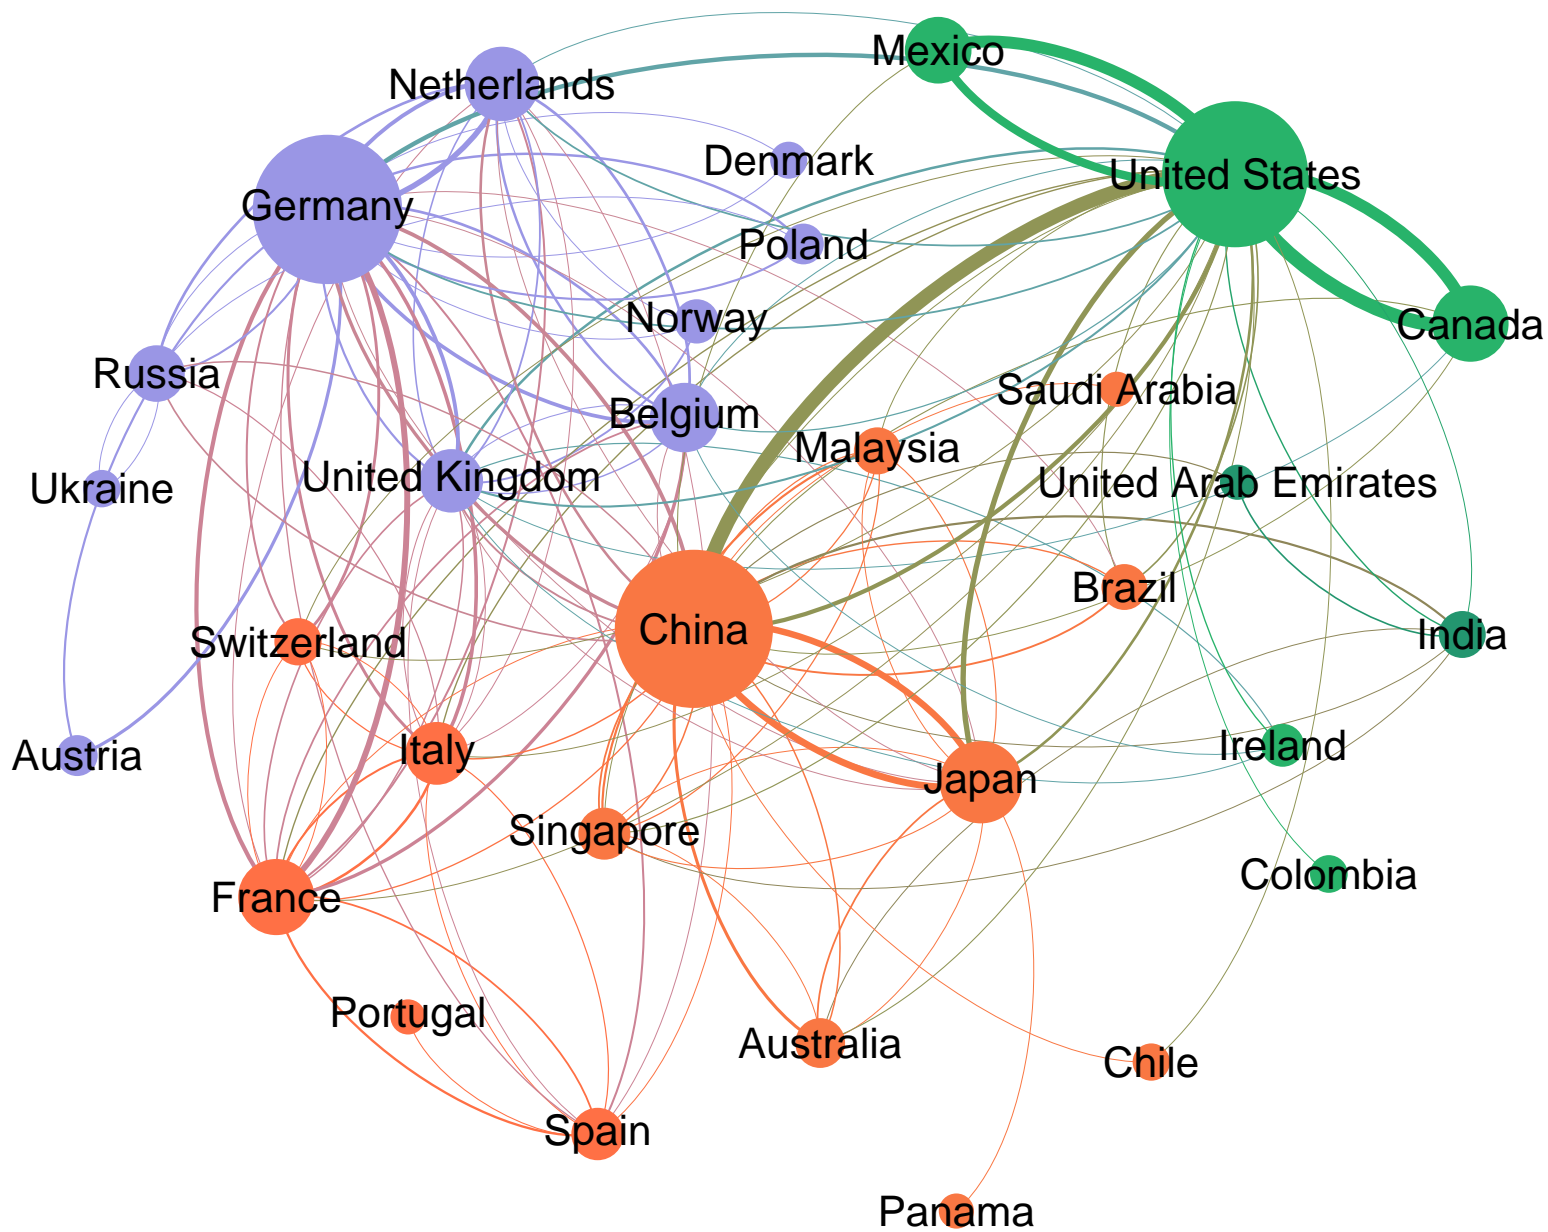 Mexico
Netherlands
Denmark
United States
Germany
Poland
Norway
Canada
Russia
Saudi Arabia
Belgium
Malaysia
United Kingdom
United Arab Emirates
Ukraine
Brazil
China
India
Switzerland
Ireland
Italy
Austria
Japan
Singapore
Colombia
France
Portugal
Australia
Chile
Spain
Panama